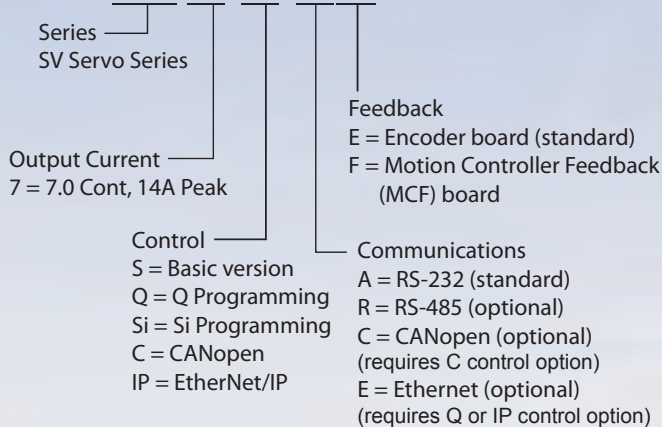 Series
SV Servo Series
Output Current
7 = 7.0 Cont, 14A Peak
Control
S = Basic version
Q = Q Programming
Si = Si Programming
C = CANopen
IP = EtherNet/IP
Feedback
E = Encoder board (standard)
F = Motion Controller Feedback
(MCF) board
Communications
A = RS-232 (standard)
R = RS-485 (optional)
C = CANopen (optional)
(requires C control option)
E = Ethernet (optional)
(requires Q or IP control option)